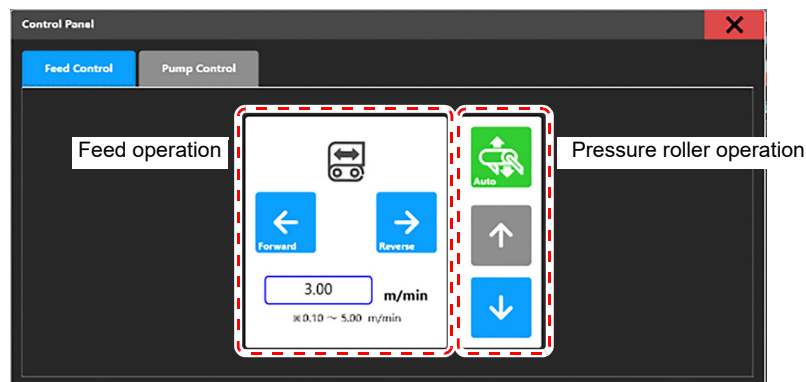 Control Panel
Feed Control
Pump Control
Feed operation
Pressure roller operation
Auto
Forward
Reverse
3.00
m/min
※0.10 ～ 5.00 m/min